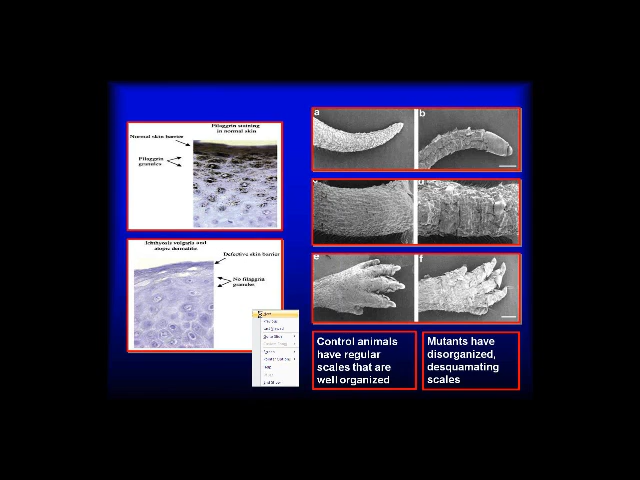 Filaggrin staining
in normal skin
Normal skin barrier
Filaggrin
granules
Ichthyosis vulgaris and
atopic dermatitis
Defective skin barrier
No filaggrin
granules
a
b
e
f
Control animals
have regular
scales that are
well organized
Mutants have
disorganized,
desquamating
scales